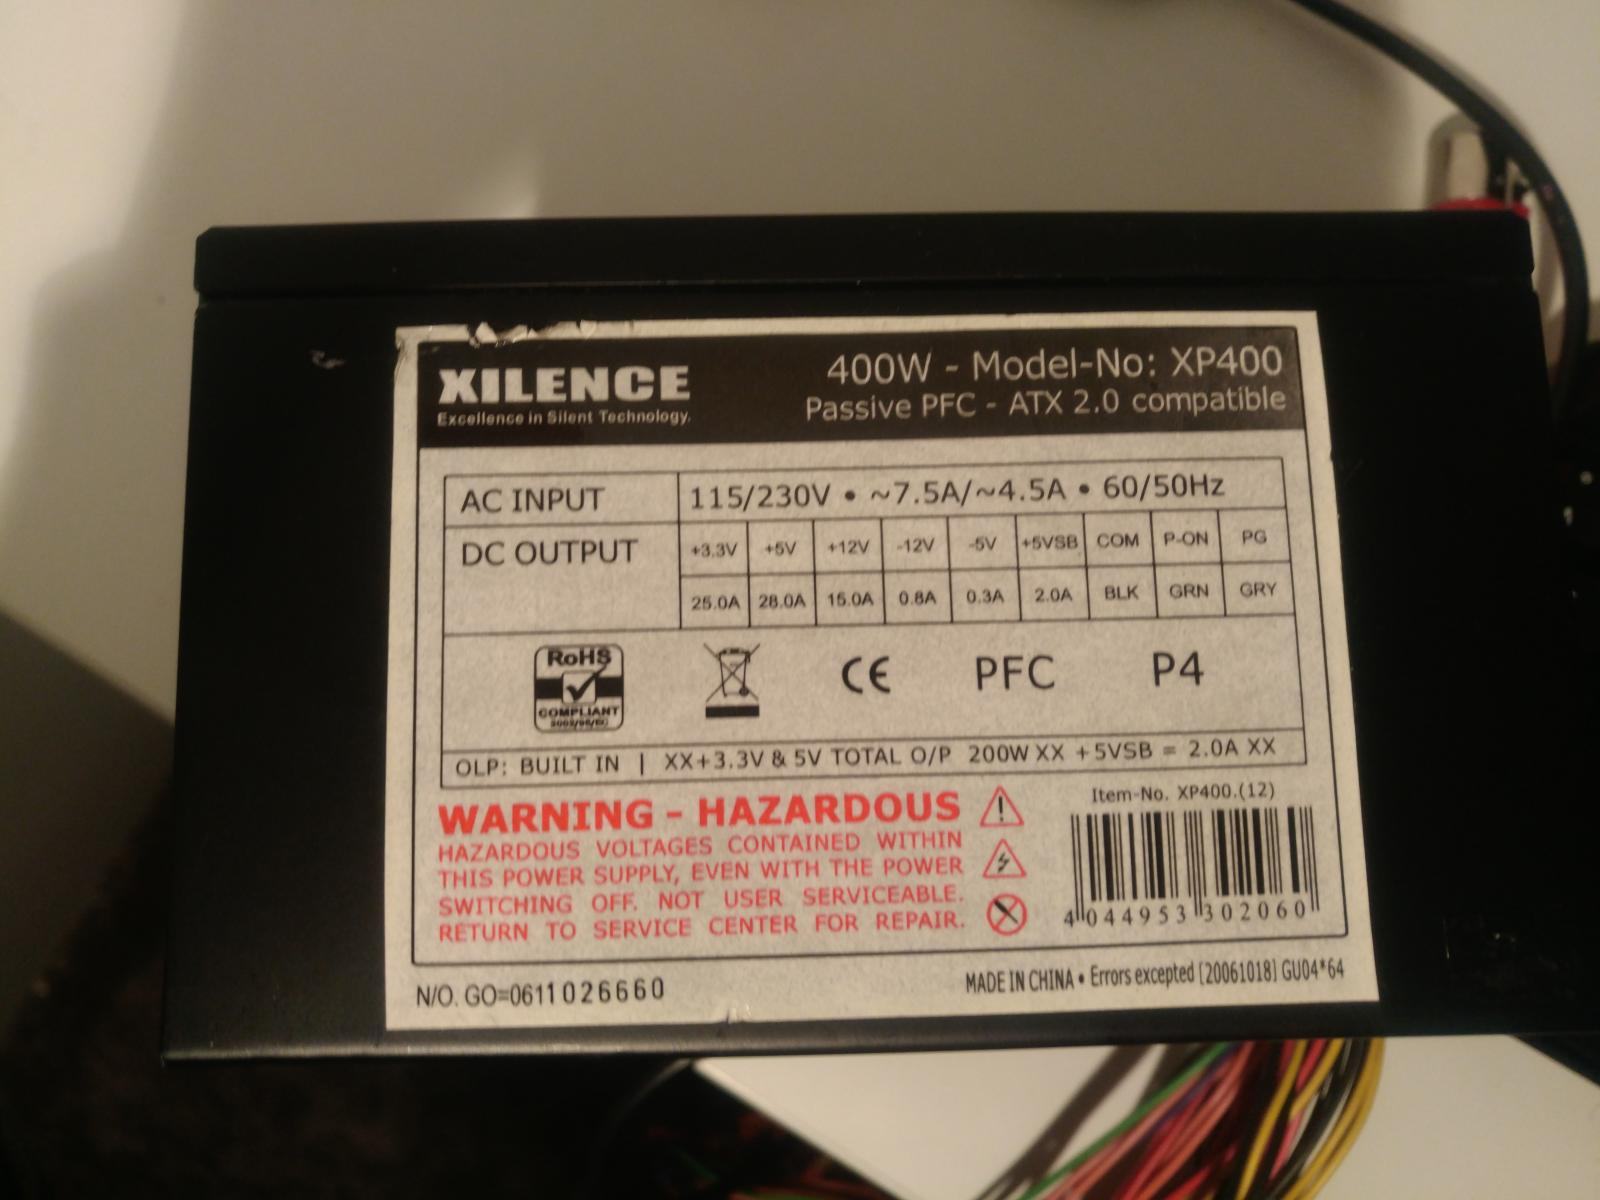 XILENCE
Excellence in Silent Technology.
400W - Model-No: XP400
Passive PFC - ATX 2.0 compatible
AC INPUT 115/230V • ~7.5A/~4.5A • 60/50Hz
DC OUTPUT +3.3V +5V +12V -12V -5V +5VSB COM P-ON PG
25.0A 28.0A 15.0A 0.8A 0.3A 2.0A BLK GRN GRY
RoHS
COMPLIANT
2002/95/EC
CE PFC P4
OLP: BUILT IN | XX+3.3V & 5V TOTAL O/P 200W XX +5VSB = 2.0A XX
WARNING - HAZARDOUS
HAZARDOUS VOLTAGES CONTAINED WITHIN
THIS POWER SUPPLY, EVEN WITH THE POWER
SWITCHING OFF. NOT USER SERVICEABLE.
RETURN TO SERVICE CENTER FOR REPAIR.
Item-No. XP400.(12)
4 044953 302060
N/O. GO=0611026660
MADE IN CHINA • Errors excepted [20061018] GU04*64